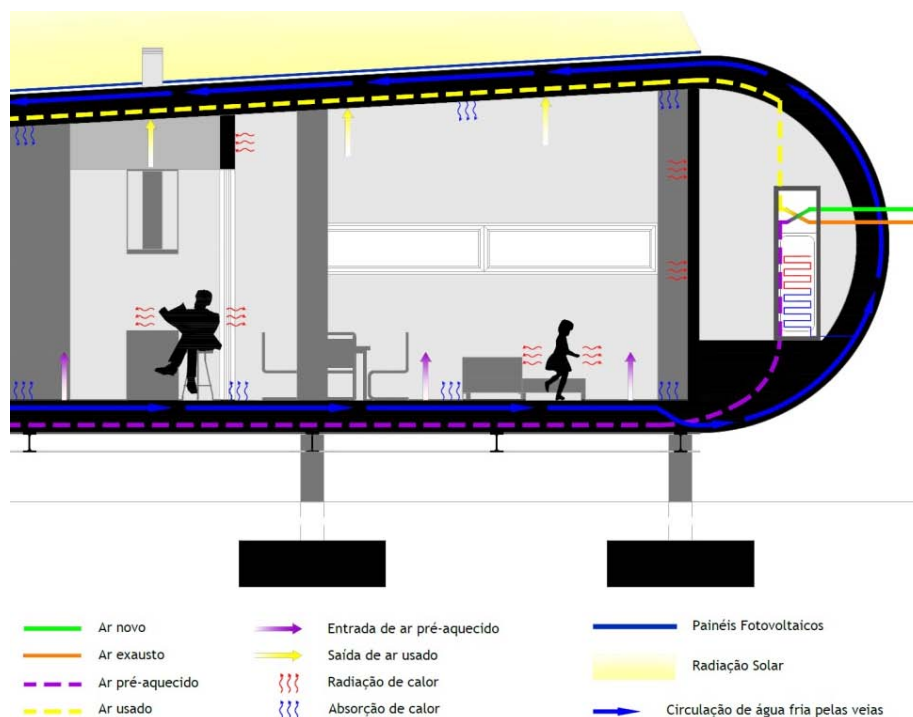 Ar novo
Ar exausto
Ar pré-aquecido
Ar usado
Entrada de ar pré-aquecido
Saída de ar usado
Radiação de calor
Absorção de calor
Painéis Fotovoltaicos
Radiação Solar
Circulação de água fria pelas veias